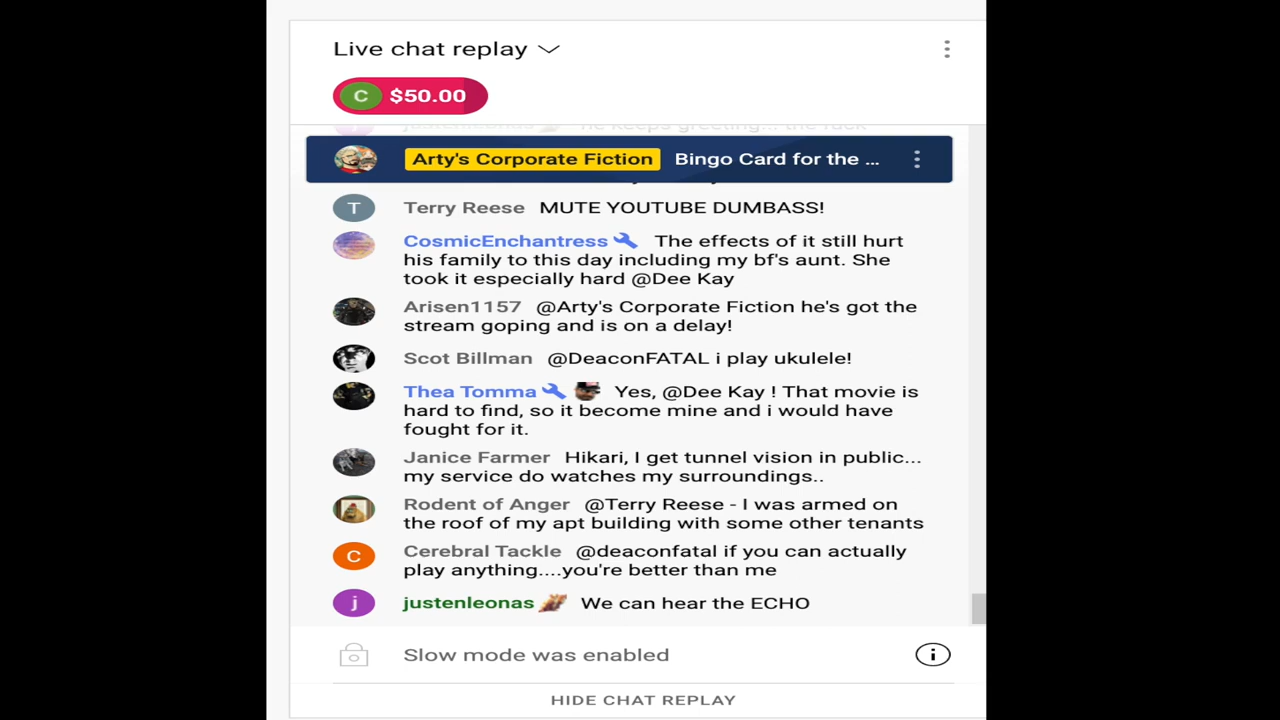 Live chat replay
C $50.00
justenleonas he keeps greeting... the rack
Arty's Corporate Fiction Bingo Card for the ...
T Terry Reese MUTE YOUTUBE DUMBASS!
CosmicEnchantress The effects of it still hurt
his family to this day including my bf's aunt. She
took it especially hard @Dee Kay
Arisen1157 @Arty's Corporate Fiction he's got the
stream goping and is on a delay!
Scot Billman @DeaconFATAL i play ukulele!
Thea Tomma Yes, @Dee Kay ! That movie is
hard to find, so it become mine and i would have
fought for it.
Janice Farmer Hikari, I get tunnel vision in public...
my service do watches my surroundings..
Rodent of Anger @Terry Reese - I was armed on
the roof of my apt building with some other tenants
C Cerebral Tackle @deaconfatal if you can actually
play anything....you're better than me
j justenleonas We can hear the ECHO
Slow mode was enabled
HIDE CHAT REPLAY